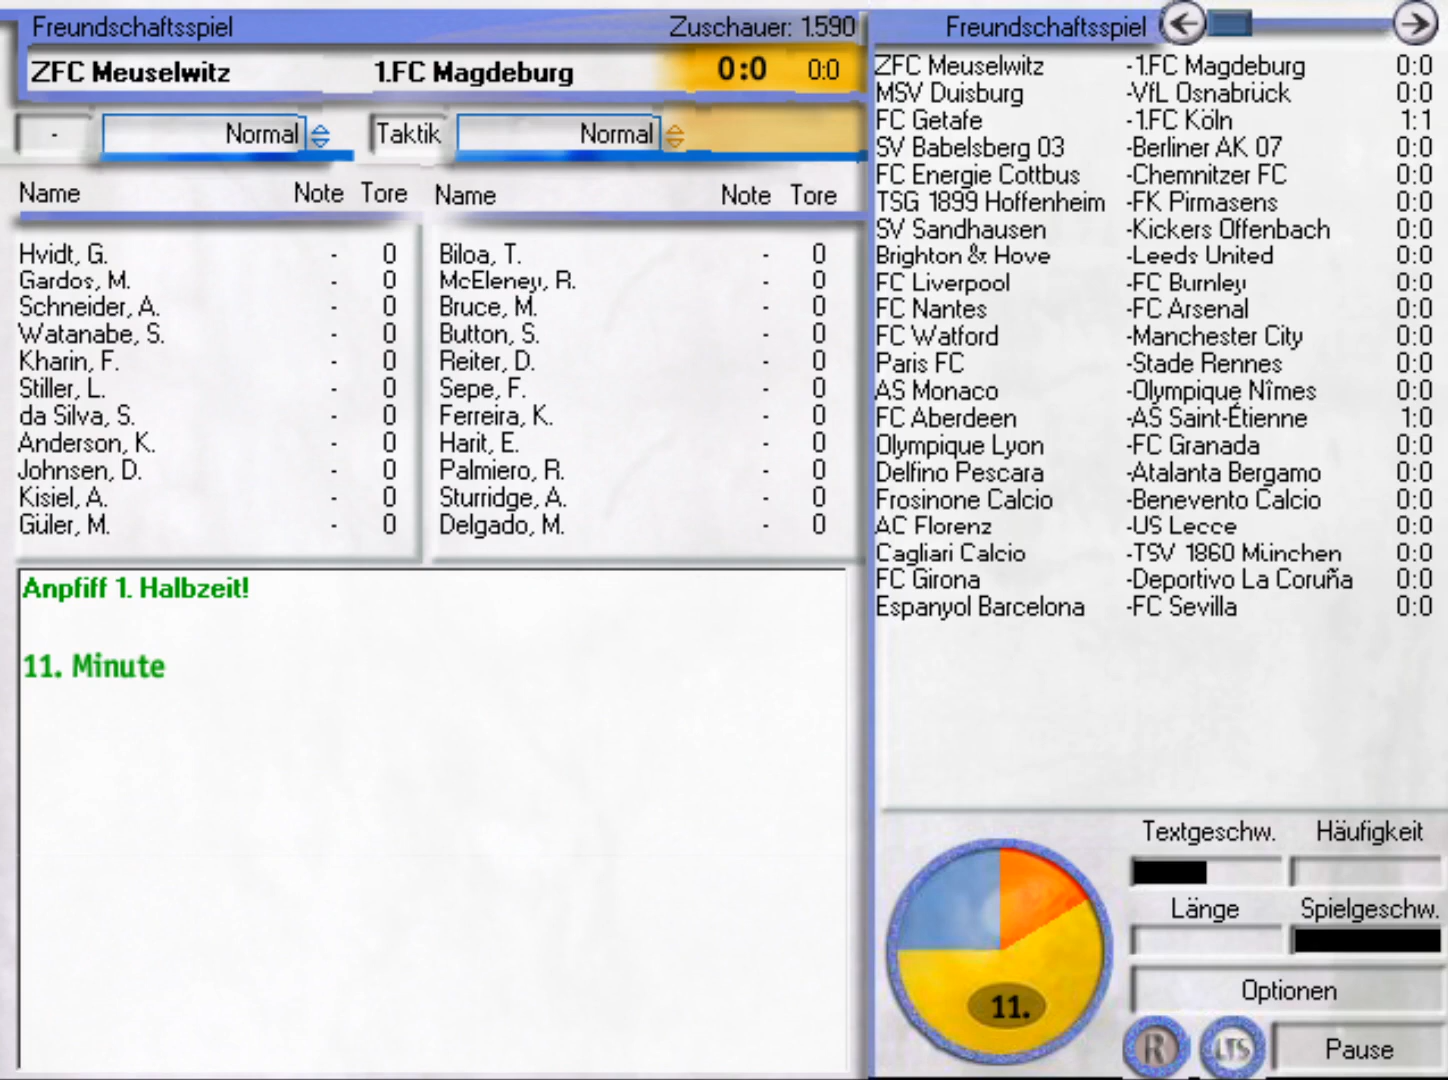 Freundschaftsspiel Zuschauer: 1.590
ZFC Meuselwitz 1.FC Magdeburg 0:0 0:0
- Normal Taktik Normal
Name Note Tore Name Note Tore
Hvidt, G. - 0 Biloa, T. - 0
Gardos, M. - 0 McEleney, R. - 0
Schneider, A. - 0 Bruce, M. - 0
Watanabe, S. - 0 Button, S. - 0
Kharin, F. - 0 Reiter, D. - 0
Stiller, L. - 0 Sepe, F. - 0
da Silva, S. - 0 Ferreira, K. - 0
Anderson, K. - 0 Harit, E. - 0
Johnsen, D. - 0 Palmiero, R. - 0
Kisiel, A. - 0 Sturridge, A. - 0
Güler, M. - 0 Delgado, M. - 0
Anpfiff 1. Halbzeit!
11. Minute
Freundschaftsspiel
ZFC Meuselwitz -1.FC Magdeburg 0:0
MSV Duisburg -VfL Osnabrück 0:0
FC Getafe -1.FC Köln 1:1
SV Babelsberg 03 -Berliner AK 07 0:0
FC Energie Cottbus -Chemnitzer FC 0:0
TSG 1899 Hoffenheim -FK Pirmasens 0:0
SV Sandhausen -Kickers Offenbach 0:0
Brighton & Hove -Leeds United 0:0
FC Liverpool -FC Burnley 0:0
FC Nantes -FC Arsenal 0:0
FC Watford -Manchester City 0:0
Paris FC -Stade Rennes 0:0
AS Monaco -Olympique Nîmes 0:0
FC Aberdeen -AS Saint-Étienne 1:0
Olympique Lyon -FC Granada 0:0
Delfino Pescara -Atalanta Bergamo 0:0
Frosinone Calcio -Benevento Calcio 0:0
AC Florenz -US Lecce 0:0
Cagliari Calcio -TSV 1860 München 0:0
FC Girona -Deportivo La Coruña 0:0
Espanyol Barcelona -FC Sevilla 0:0
Textgeschw. Häufigkeit
Länge Spielgeschw.
11.
Optionen
R LTS Pause